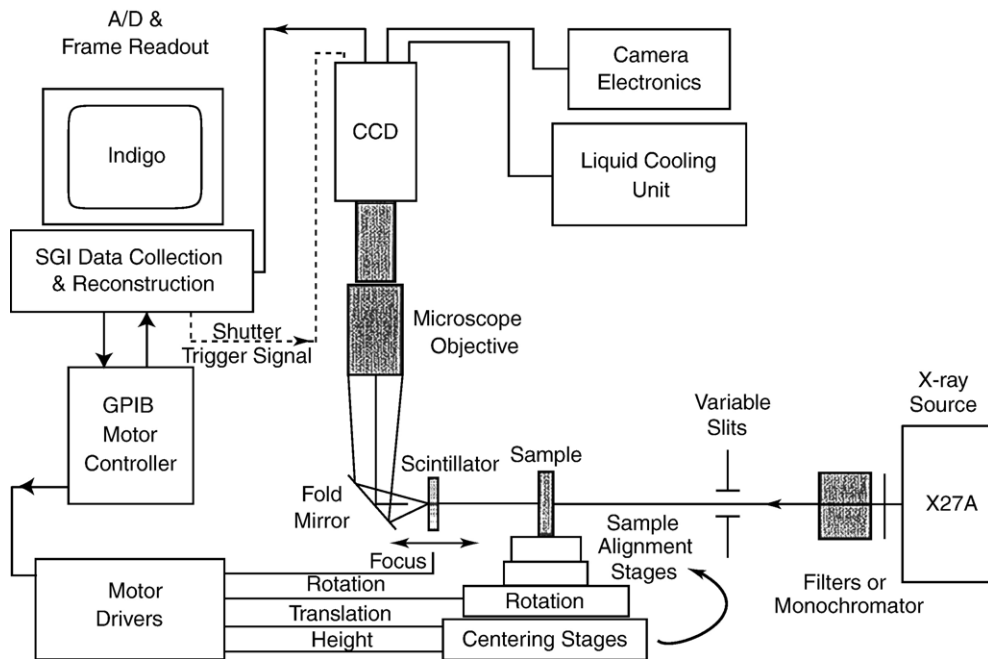 A/D &
Frame Readout
Indigo
SGI Data Collection
& Reconstruction
Shutter
Trigger Signal
GPIB
Motor
Controller
Motor
Drivers
CCD
Camera
Electronics
Liquid Cooling
Unit
Microscope
Objective
Fold
Mirror
Scintillator
Sample
Focus
Rotation
Translation
Height
Rotation
Centering Stages
Sample
Alignment
Stages
Variable
Slits
Filters or
Monochromator
X-ray
Source
X27A